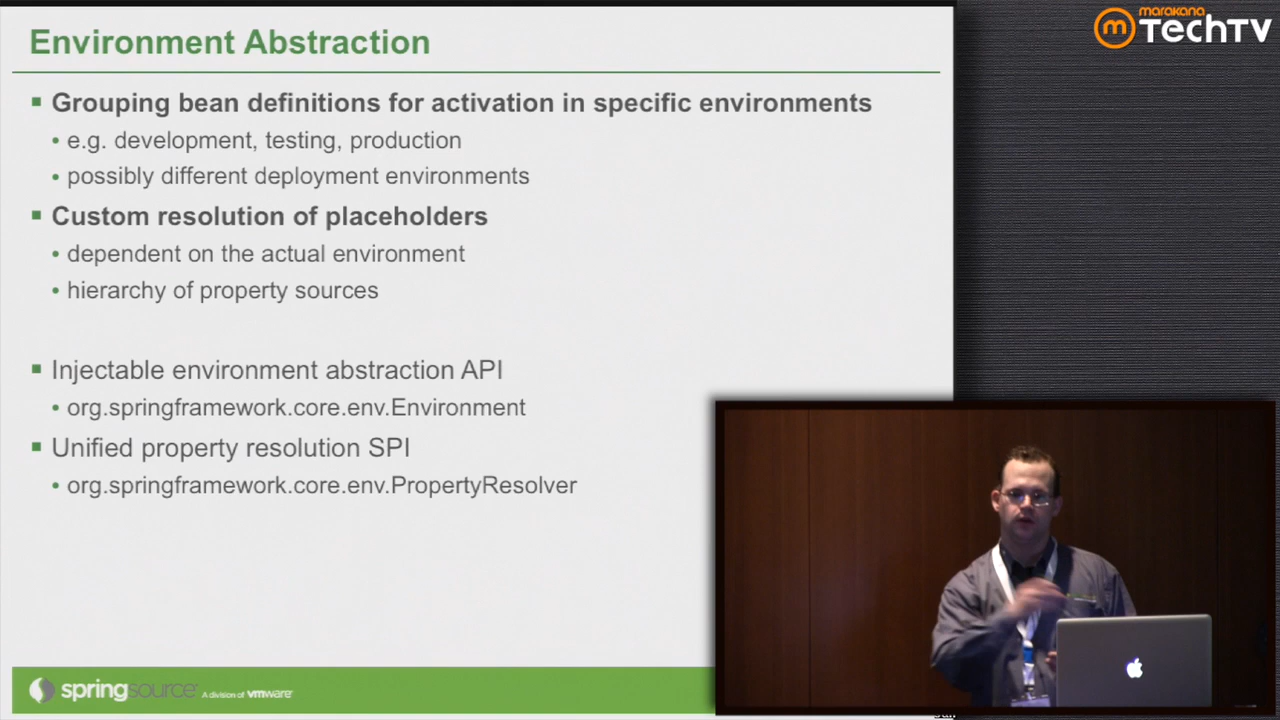 Environment Abstraction
marakana
TechTV
Grouping bean definitions for activation in specific environments
e.g. development, testing, production
possibly different deployment environments
Custom resolution of placeholders
dependent on the actual environment
hierarchy of property sources
Injectable environment abstraction API
org.springframework.core.env.Environment
Unified property resolution SPI
org.springframework.core.env.PropertyResolver
springsource A division of vmware